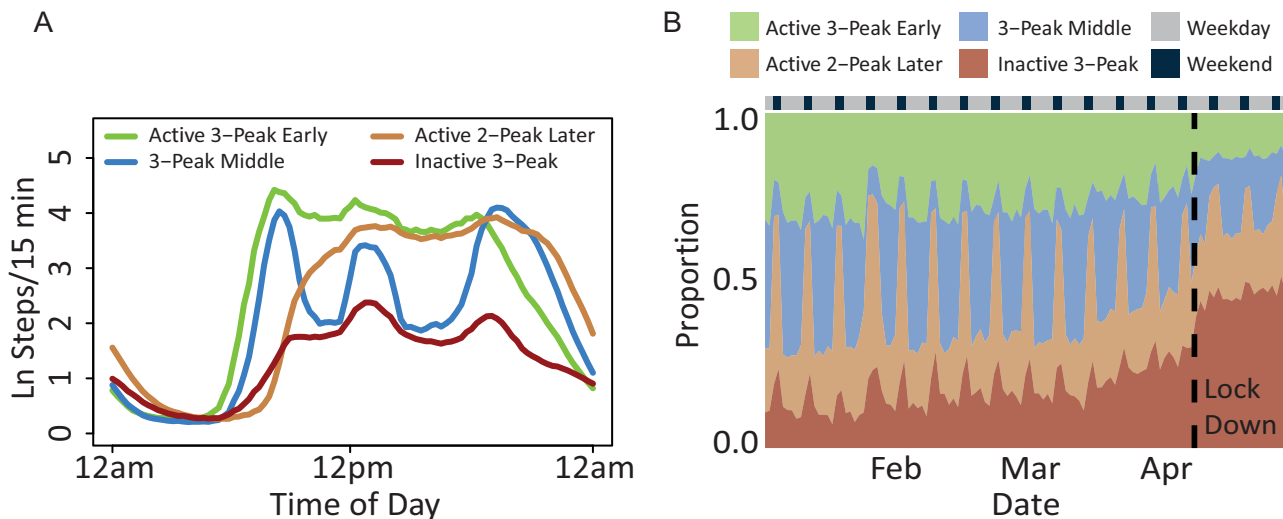 A
Active 3−Peak Early
Active 2−Peak Later
3−Peak Middle
Inactive 3−Peak
Ln Steps/15 min
5
4
3
2
1
0
12am
12pm
12am
Time of Day
B
Active 3−Peak Early
3−Peak Middle
Weekday
Active 2−Peak Later
Inactive 3−Peak
Weekend
Proportion
1.0
0.5
0.0
Lock
Down
Feb
Mar
Apr
Date